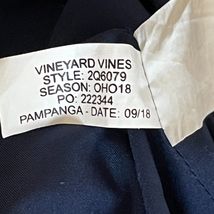 VINEYARD VINES
STYLE: 2Q6079
SEASON: OHO18
PO: 222344
PAMPANGA - DATE: 09/18